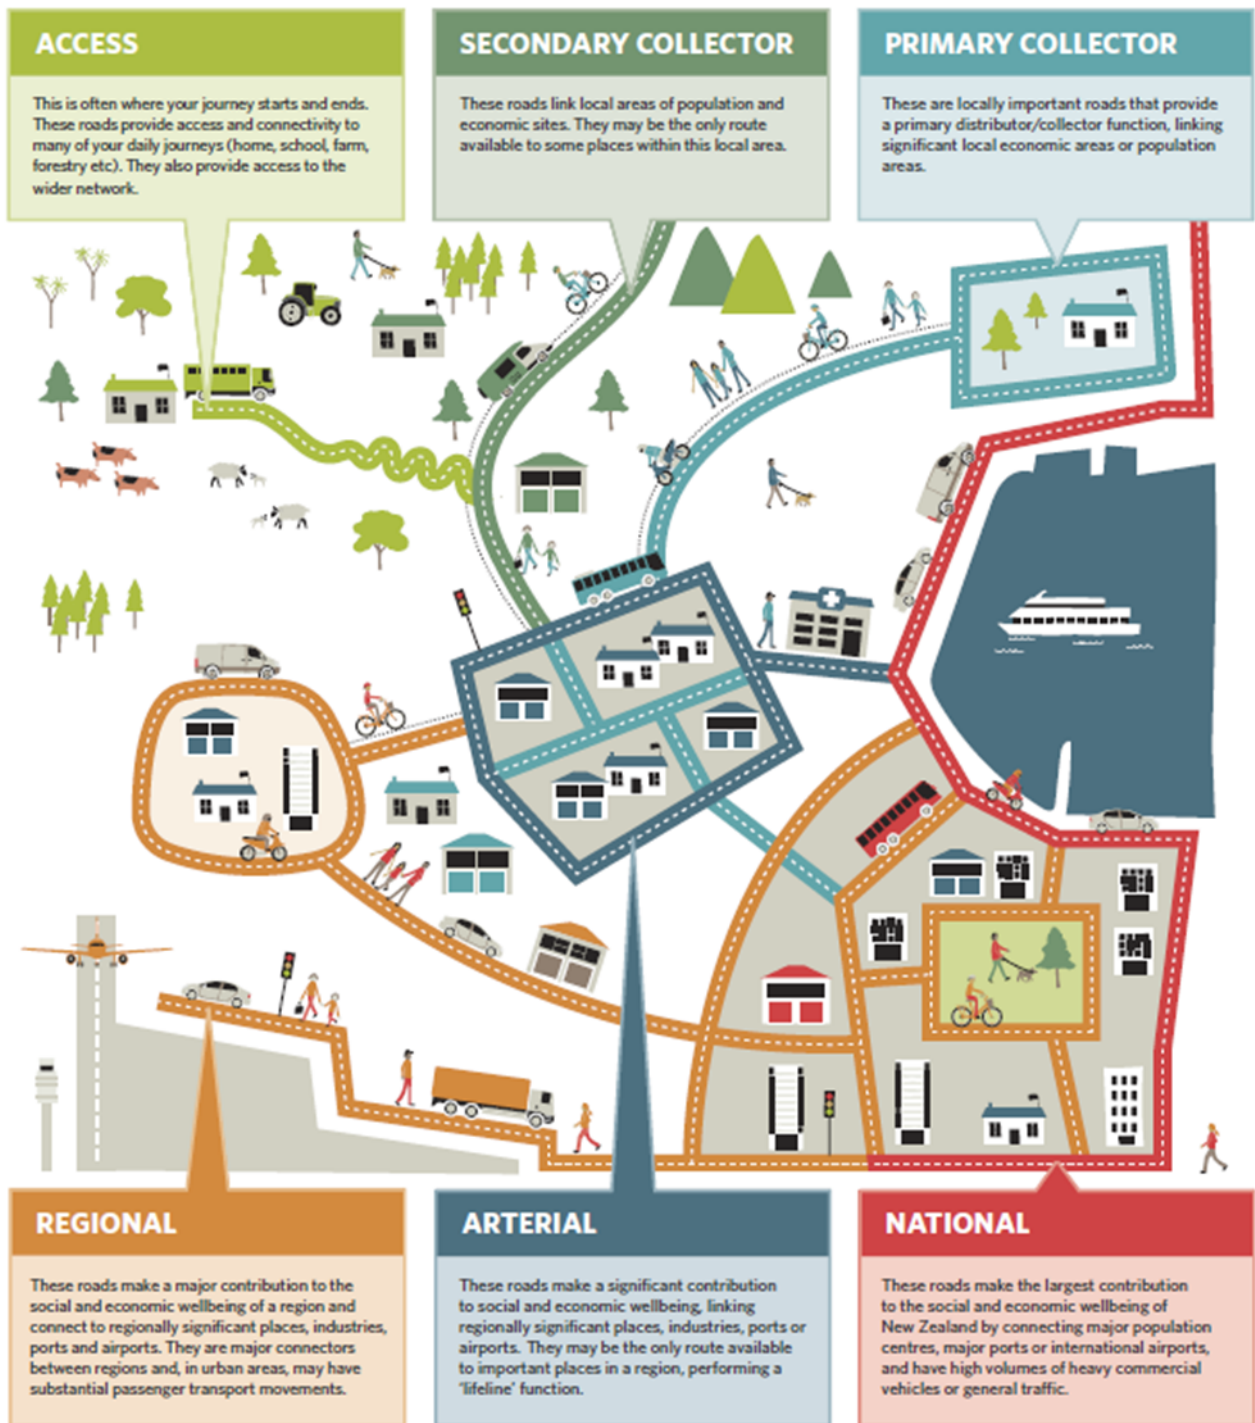 ACCESS
This is often where your journey starts and ends.
These roads provide access and connectivity to
many of your daily journeys (home, school, farm,
forestry etc). They also provide access to the
wider network.
SECONDARY COLLECTOR
These roads link local areas of population and
economic sites. They may be the only route
available to some places within this local area.
PRIMARY COLLECTOR
These are locally important roads that provide
a primary distributor/collector function, linking
significant local economic areas or population
areas.
REGIONAL
These roads make a major contribution to the
social and economic wellbeing of a region and
connect to regionally significant places, industries,
ports and airports. They are major connectors
between regions and, in urban areas, may have
substantial passenger transport movements.
ARTERIAL
These roads make a significant contribution
to social and economic wellbeing, linking
regionally significant places, industries, ports or
airports. They may be the only route available
to important places in a region, performing a
'lifeline' function.
NATIONAL
These roads make the largest contribution
to the social and economic wellbeing of
New Zealand by connecting major population
centres, major ports or international airports,
and have high volumes of heavy commercial
vehicles or general traffic.